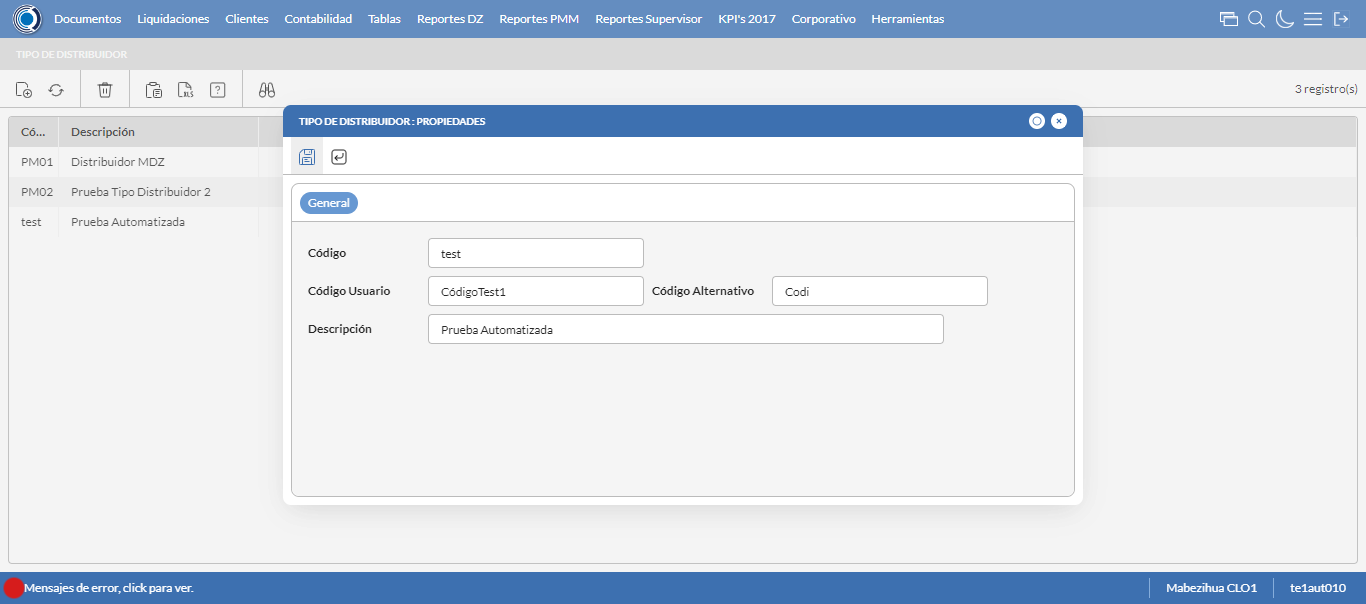 Documentos Liquidaciones Clientes Contabilidad Tablas Reportes DZ Reportes PMM Reportes Supervisor KPI's 2017 Corporativo Herramientas
TIPO DE DISTRIBUIDOR
XLS ? 3 registro(s)
Có... Descripción
PM01 Distribuidor MDZ
PM02 Prueba Tipo Distribuidor 2
test Prueba Automatizada
TIPO DE DISTRIBUIDOR : PROPIEDADES
General
Código test
Código Usuario CódigoTest1 Código Alternativo Codi
Descripción Prueba Automatizada
Mensajes de error, click para ver. Mabezihua CLO1 te1aut010